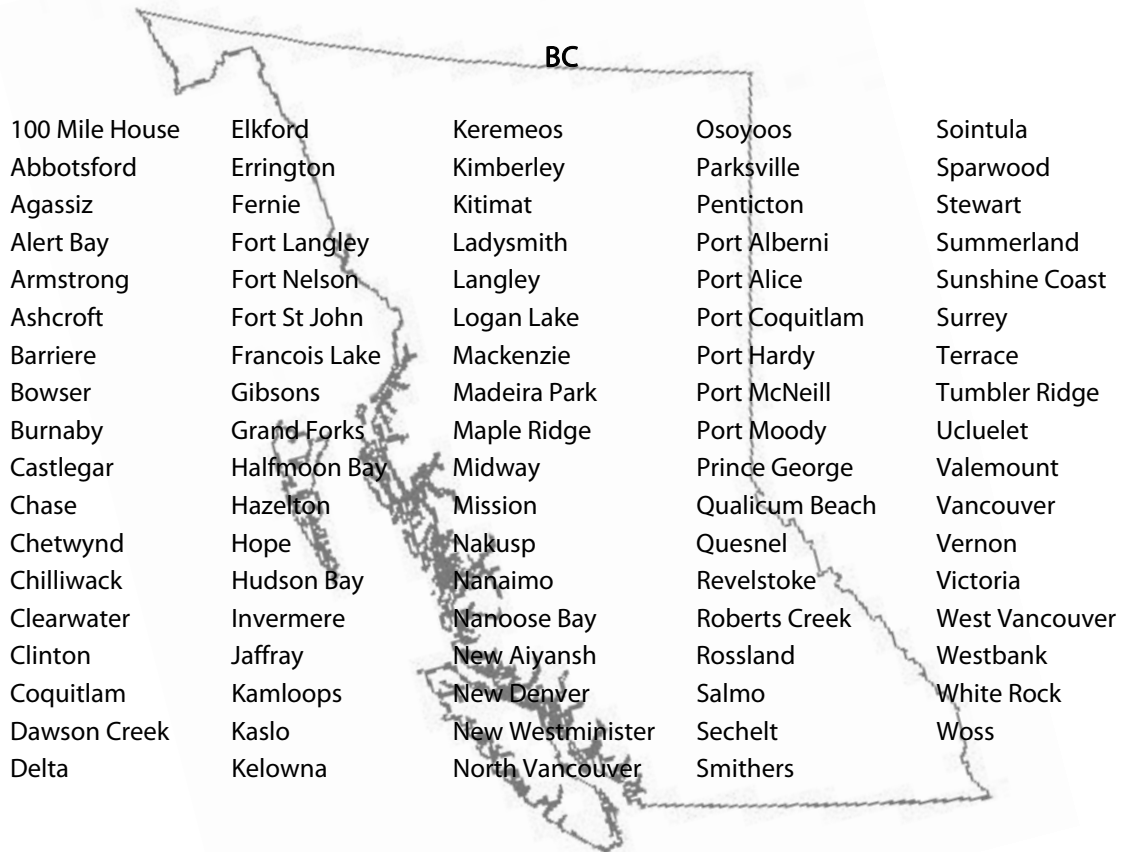 BC
100 Mile House
Abbotsford
Agassiz
Alert Bay
Armstrong
Ashcroft
Barriere
Bowser
Burnaby
Castlegar
Chase
Chetwynd
Chilliwack
Clearwater
Clinton
Coquitlam
Dawson Creek
Delta
Elkford
Errington
Fernie
Fort Langley
Fort Nelson
Fort St John
Francois Lake
Gibsons
Grand Forks
Halfmoon Bay
Hazelton
Hope
Hudson Bay
Invermere
Jaffray
Kamloops
Kaslo
Kelowna
Keremeos
Kimberley
Kitimat
Ladysmith
Langley
Logan Lake
Mackenzie
Madeira Park
Maple Ridge
Midway
Mission
Nakusp
Nanaimo
Nanoose Bay
New Aiyansh
New Denver
New Westminister
North Vancouver
Osoyoos
Parksville
Penticton
Port Alberni
Port Alice
Port Coquitlam
Port Hardy
Port McNeill
Port Moody
Prince George
Qualicum Beach
Quesnel
Revelstoke
Roberts Creek
Rossland
Salmo
Sechelt
Smithers
Sointula
Sparwood
Stewart
Summerland
Sunshine Coast
Surrey
Terrace
Tumbler Ridge
Ucluelet
Valemount
Vancouver
Vernon
Victoria
West Vancouver
Westbank
White Rock
Woss